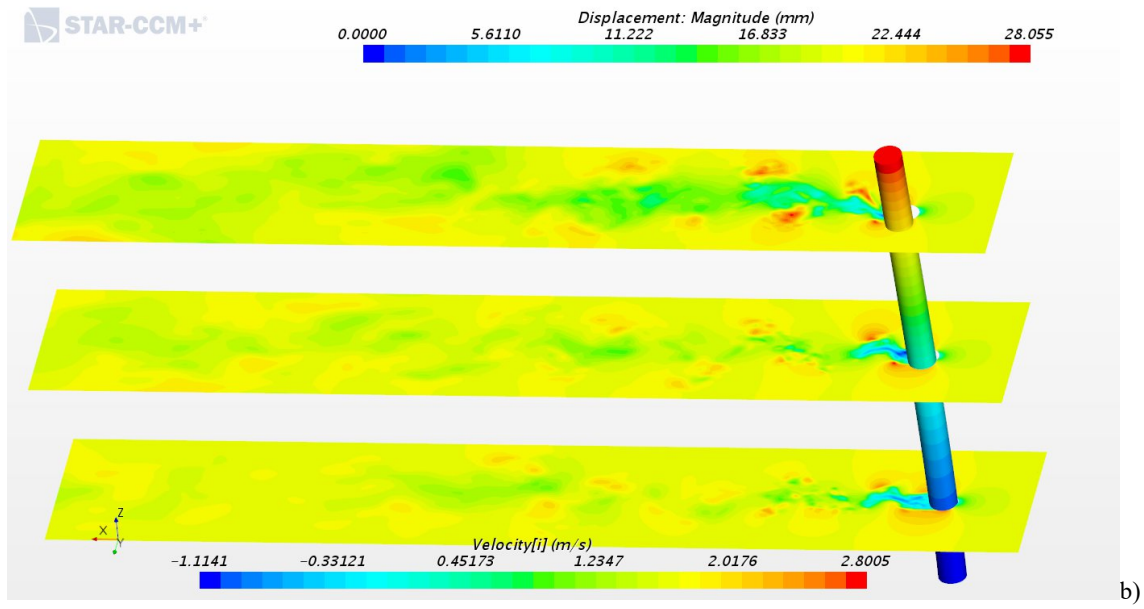 STAR-CCM+
Displacement: Magnitude (mm)
0.0000 5.6110 11.222 16.833 22.444 28.055
Z
X
Y
Velocity[i] (m/s)
-1.1141 -0.33121 0.45173 1.2347 2.0176 2.8005
b)